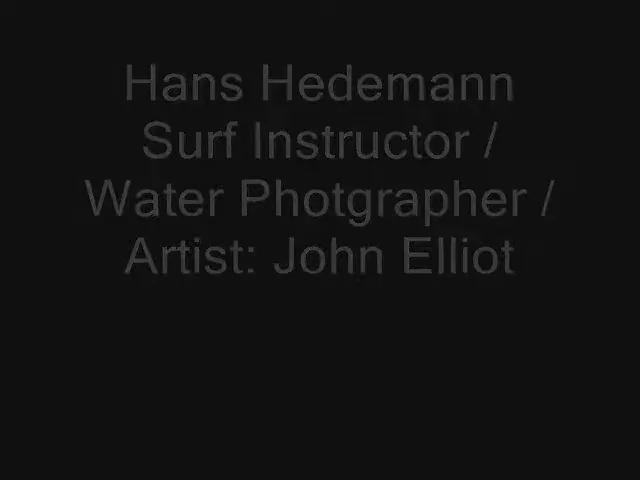 Hans Hedemann
Surf Instructor /
Water Photgrapher /
Artist: John Elliot